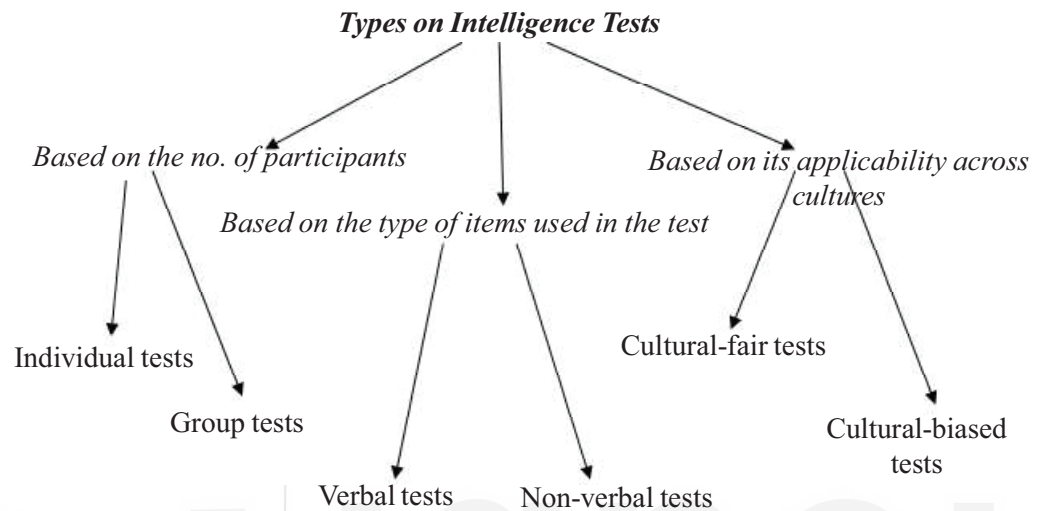 Types on Intelligence Tests
Based on the no. of participants
Based on its applicability across
cultures
Based on the type of items used in the test
Individual tests
Group tests
Cultural-fair tests
Cultural-biased
tests
Verbal tests
Non-verbal tests